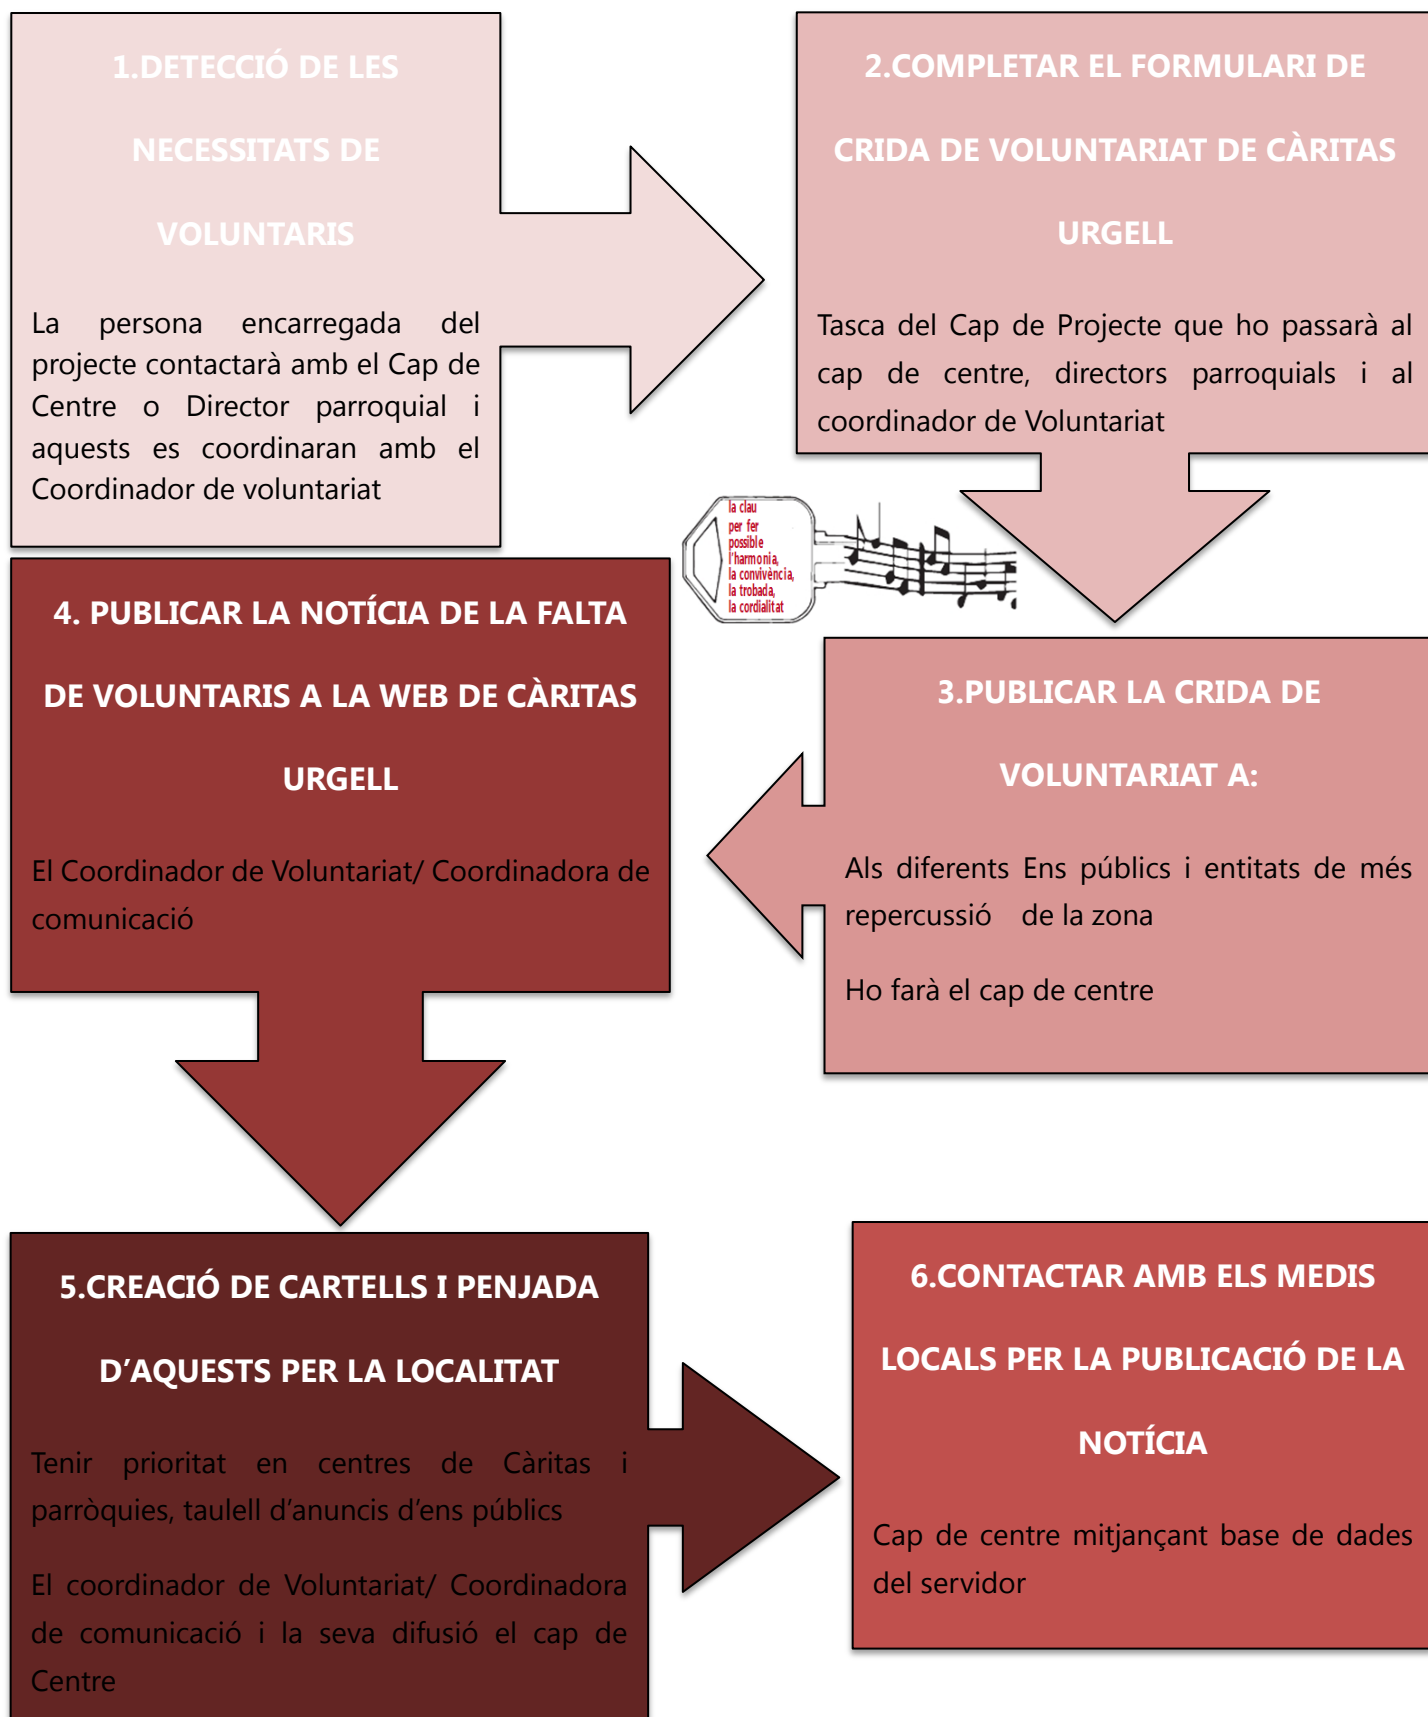 1.DETECCIÓ DE LES
NECESSITATS DE
VOLUNTARIS
La persona encarregada del
projecte contactarà amb el Cap de
Centre o Director parroquial i
aquests es coordinaran amb el
Coordinador de voluntariat
2.COMPLETAR EL FORMULARI DE
CRIDA DE VOLUNTARIAT DE CÀRITAS
URGELL
Tasca del Cap de Projecte que ho passarà al
cap de centre, directors parroquials i al
coordinador de Voluntariat
la clau
per fer
possible
l'harmonia,
la convivència,
la trobada,
la cordialitat
3.PUBLICAR LA CRIDA DE
VOLUNTARIAT A:
Als diferents Ens públics i entitats de més
repercussió de la zona
Ho farà el cap de centre
4. PUBLICAR LA NOTÍCIA DE LA FALTA
DE VOLUNTARIS A LA WEB DE CÀRITAS
URGELL
El Coordinador de Voluntariat/ Coordinadora de
comunicació
5.CREACIÓ DE CARTELLS I PENJADA
D’AQUESTS PER LA LOCALITAT
Tenir prioritat en centres de Càritas i
parròquies, taulell d’anuncis d’ens públics
El coordinador de Voluntariat/ Coordinadora
de comunicació i la seva difusió el cap de
Centre
6.CONTACTAR AMB ELS MEDIS
LOCALS PER LA PUBLICACIÓ DE LA
NOTÍCIA
Cap de centre mitjançant base de dades
del servidor